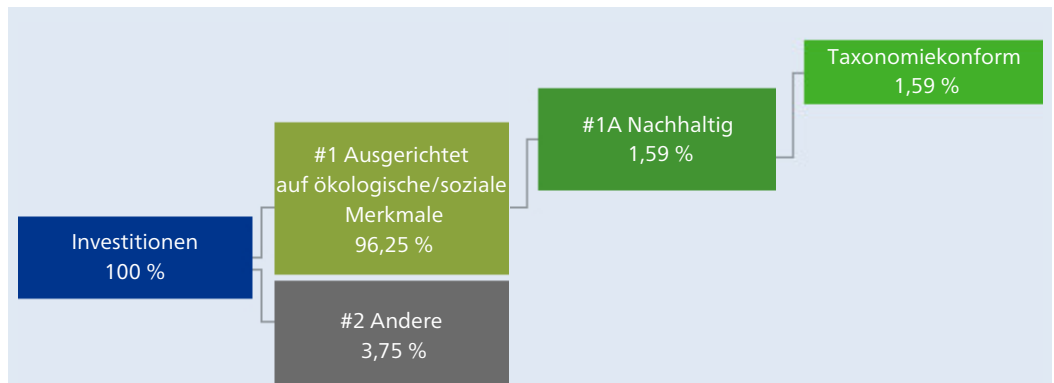 Investitionen
100 %
#1 Ausgerichtet
auf ökologische/soziale
Merkmale
96,25 %
#2 Andere
3,75 %
#1A Nachhaltig
1,59 %
Taxonomiekonform
1,59 %